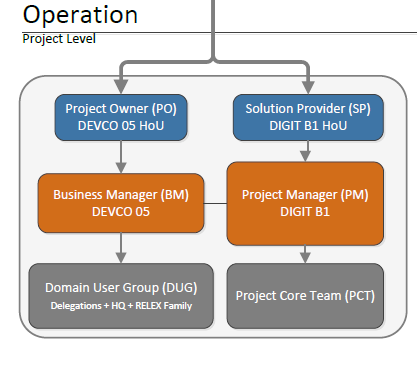 Operation
Project Level
Project Owner (PO)
DEVCO 05 HoU
Solution Provider (SP)
DIGIT B1 HoU
Business Manager (BM)
DEVCO 05
Project Manager (PM)
DIGIT B1
Domain User Group (DUG)
Delegations + HQ + RELEX Family
Project Core Team (PCT)